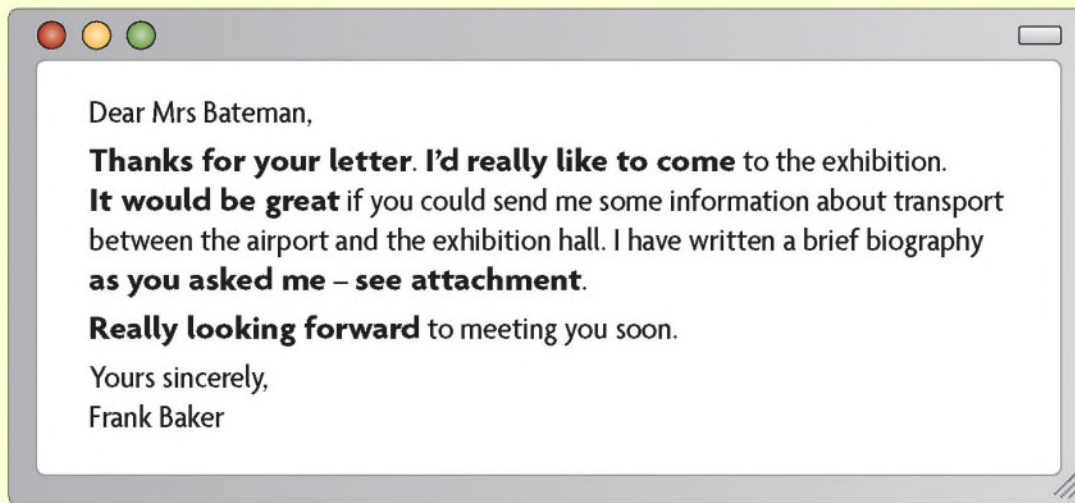 Dear Mrs Bateman,
Thanks for your letter. I’d really like to come to the exhibition.
It would be great if you could send me some information about transport
between the airport and the exhibition hall. I have written a brief biography
as you asked me – see attachment.
Really looking forward to meeting you soon.
Yours sincerely,
Frank Baker